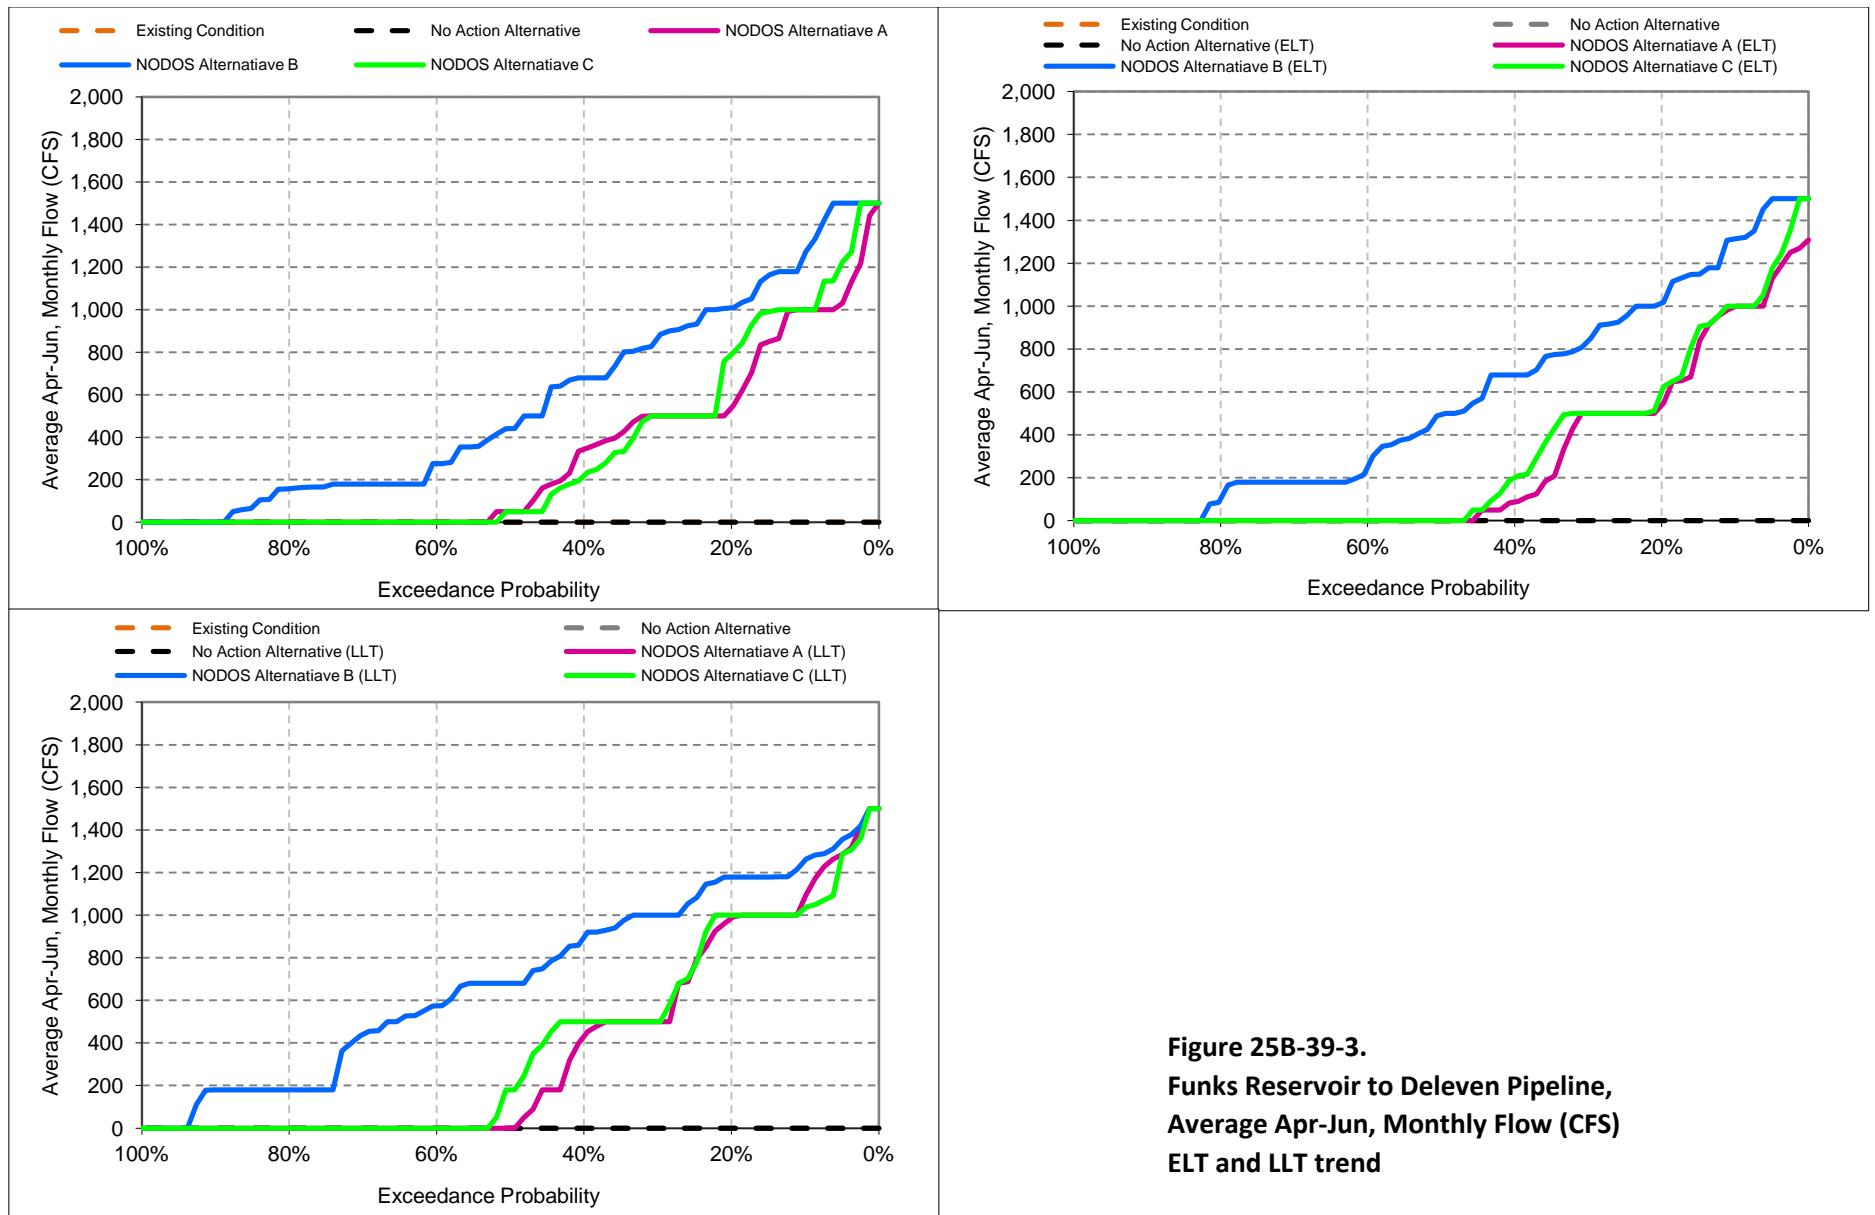 Existing Condition No Action Alternative NODOS Alternatiave A
NODOS Alternatiave B NODOS Alternatiave C
Average Apr-Jun, Monthly Flow (CFS)
2,000
1,800
1,600
1,400
1,200
1,000
800
600
400
200
0
100% 80% 60% 40% 20% 0%
Exceedance Probability
Existing Condition No Action Alternative
No Action Alternative (ELT) NODOS Alternatiave A (ELT)
NODOS Alternatiave B (ELT) NODOS Alternatiave C (ELT)
Average Apr-Jun, Monthly Flow (CFS)
2,000
1,800
1,600
1,400
1,200
1,000
800
600
400
200
0
100% 80% 60% 40% 20% 0%
Exceedance Probability
Existing Condition No Action Alternative
No Action Alternative (LLT) NODOS Alternatiave A (LLT)
NODOS Alternatiave B (LLT) NODOS Alternatiave C (LLT)
Average Apr-Jun, Monthly Flow (CFS)
2,000
1,800
1,600
1,400
1,200
1,000
800
600
400
200
0
100% 80% 60% 40% 20% 0%
Exceedance Probability
Figure 25B-39-3.
Funks Reservoir to Deleven Pipeline,
Average Apr-Jun, Monthly Flow (CFS)
ELT and LLT trend